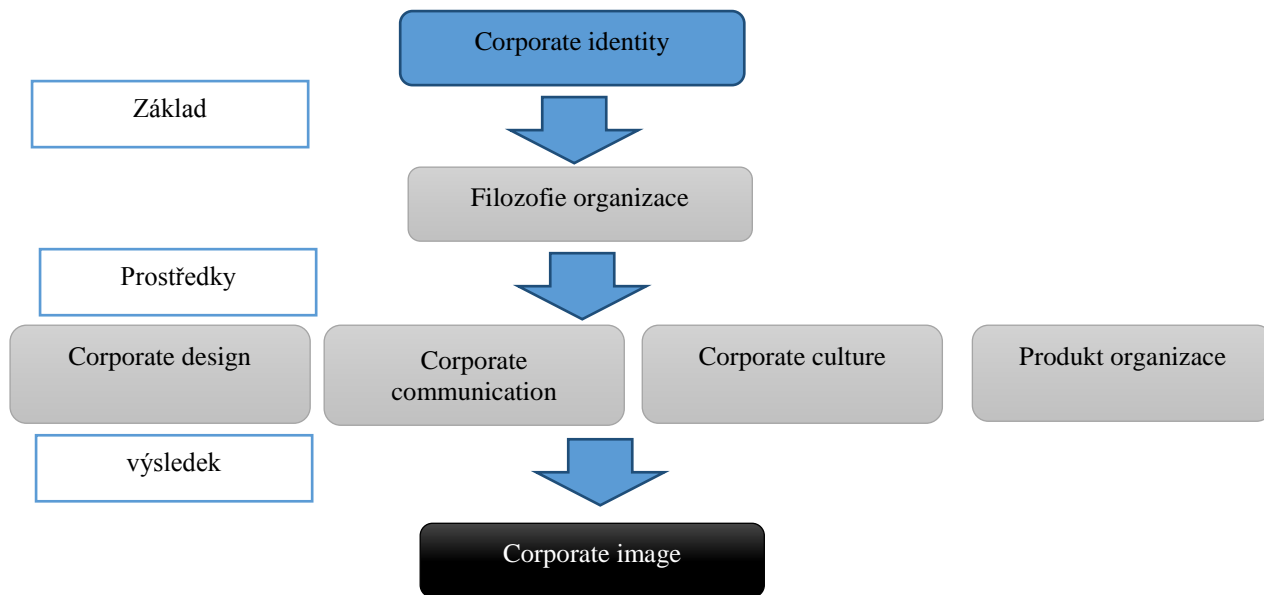 Corporate identity
Základ
Filozofie organizace
Prostředky
Corporate design
Corporate
communication
Corporate culture
Produkt organizace
výsledek
Corporate image